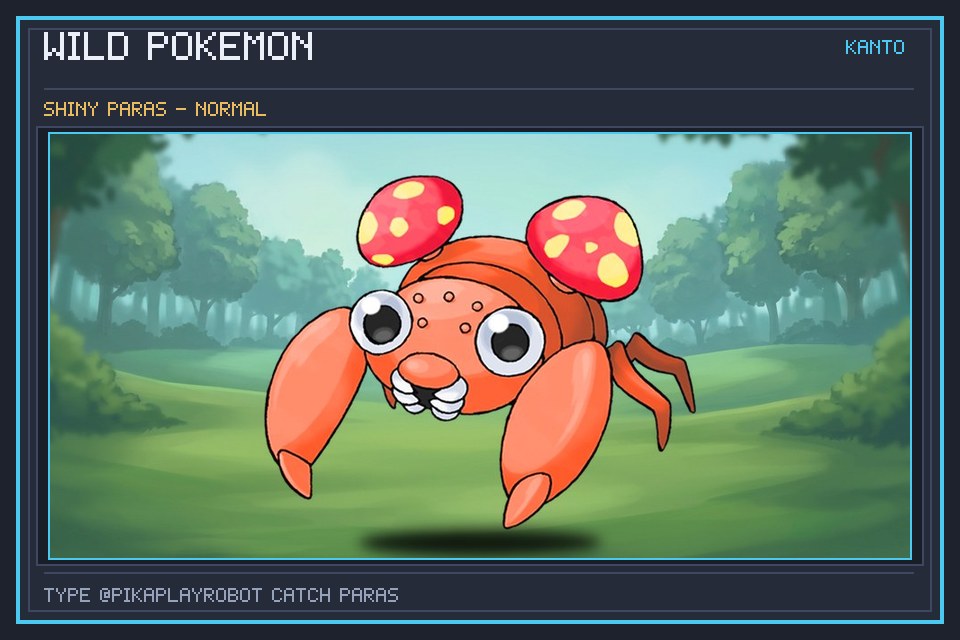 WILD POKEMON
KANTO
SHINY PARAS - NORMAL
TYPE @PIKAPLAYROBOT CATCH PARAS